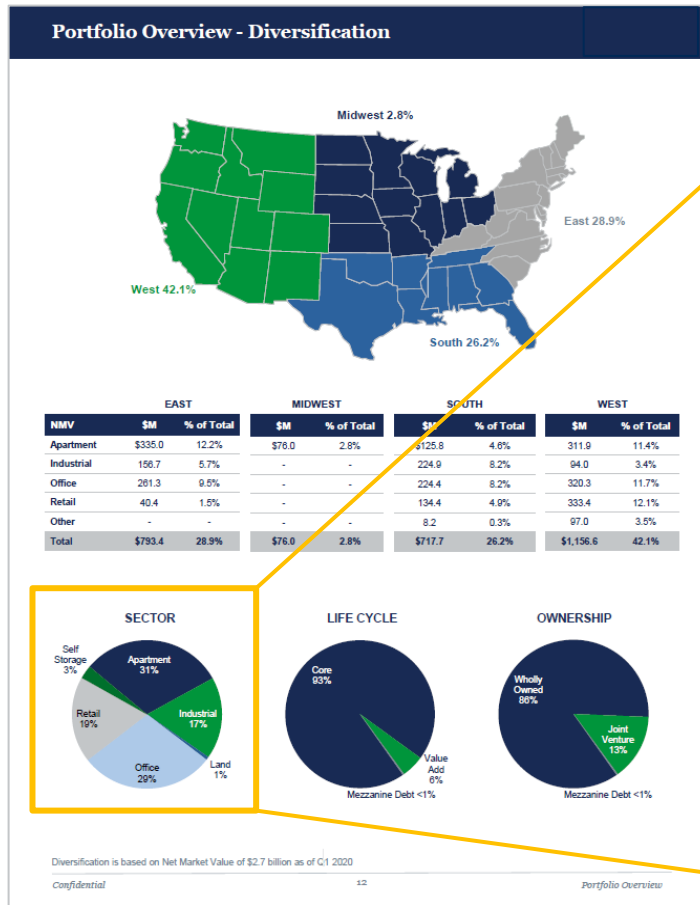 Portfolio Overview - Diversification
Midwest 2.8%
East 28.9%
West 42.1%
South 26.2%
EAST MIDWEST SOUTH WEST
NMV $M % of Total $M % of Total $M % of Total $M % of Total
Apartment $335.0 12.2% $76.0 2.8% $125.8 4.6% 311.9 11.4%
Industrial 156.7 5.7% - - 224.9 8.2% 94.0 3.4%
Office 261.3 9.5% - - 224.4 8.2% 320.3 11.7%
Retail 40.4 1.5% - - 134.4 4.9% 333.4 12.1%
Other - - - - 8.2 0.3% 97.0 3.5%
Total $793.4 28.9% $76.0 2.8% $717.7 26.2% $1,156.6 42.1%
SECTOR
Self
Storage
3%
Apartment
31%
Industrial
17%
Retail
19%
Office
29%
Land
1%
LIFE CYCLE
Core
93%
Value
Add
6%
Mezzanine Debt <1%
OWNERSHIP
Wholly
Owned
86%
Joint
Venture
13%
Mezzanine Debt <1%
Diversification is based on Net Market Value of $2.7 billion as of Q1 2020
Confidential 12 Portfolio Overview